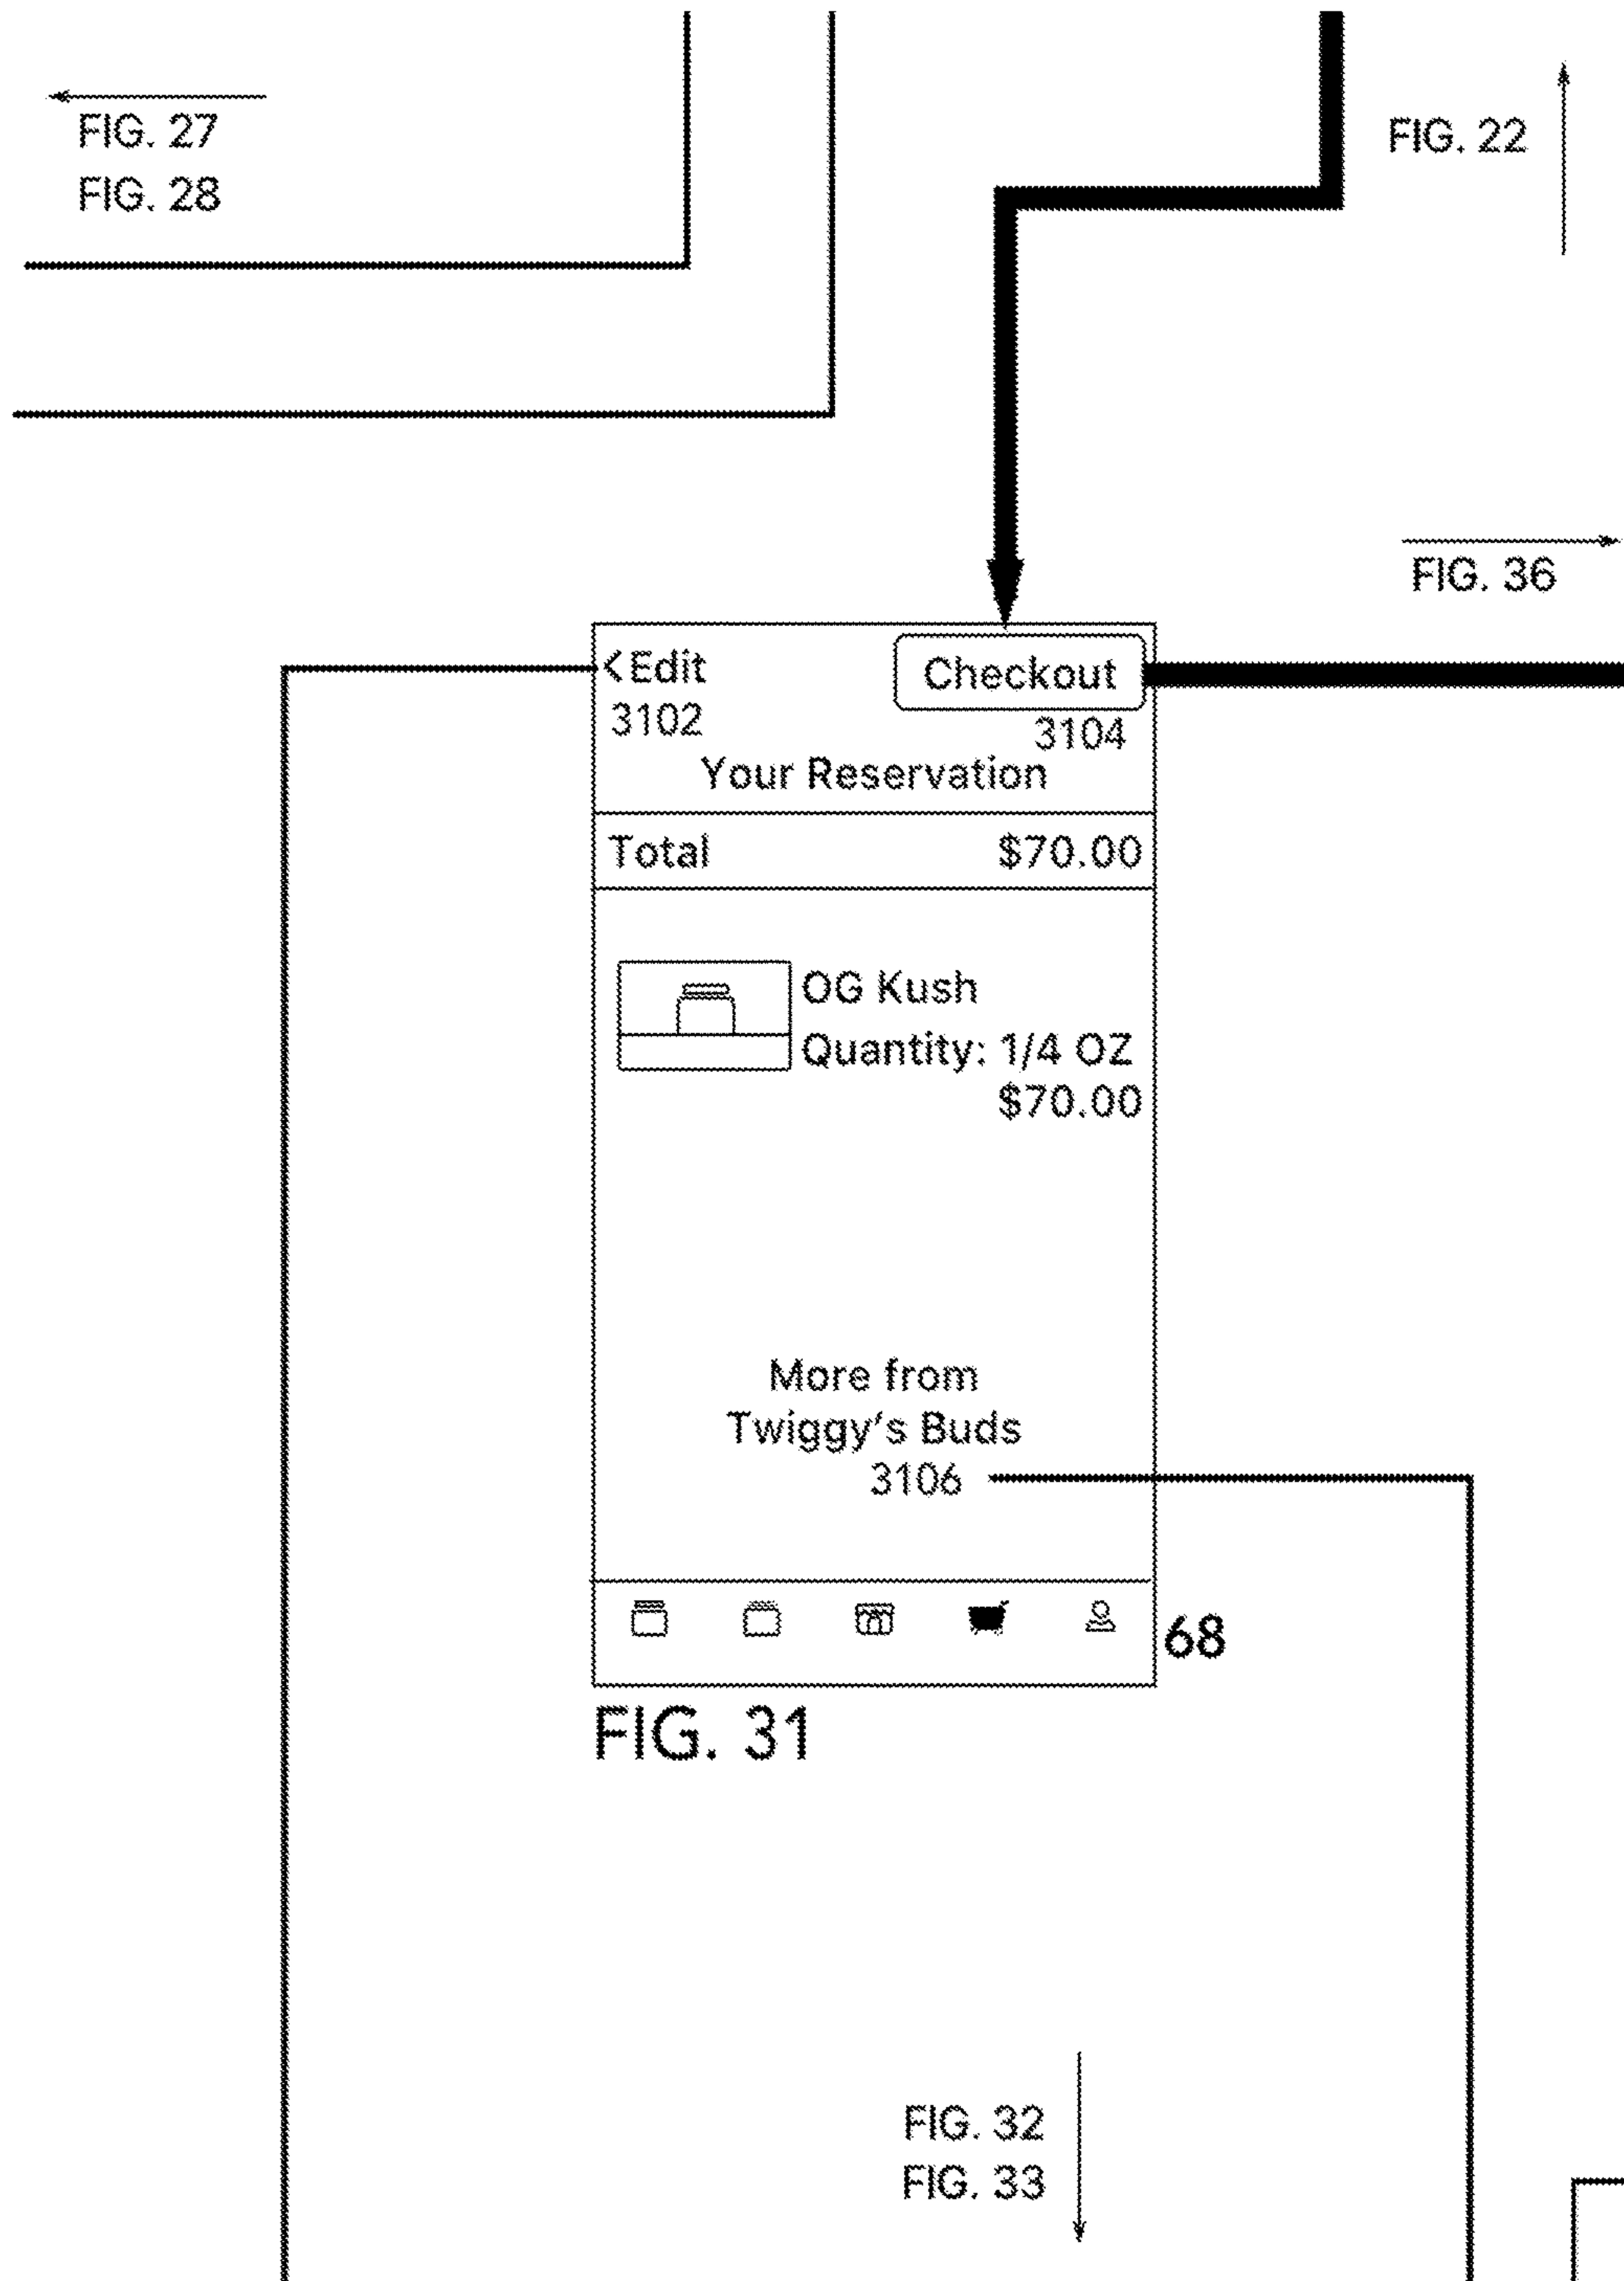 FIG. 27
FIG. 28
FIG. 22
FIG. 36
<Edit
Checkout
3102
3104
Your Reservation
Total $70.00
OG Kush
Quantity: 1/4 OZ
$70.00
More from
Twiggy's Buds
3106
68
FIG. 31
FIG. 32
FIG. 33